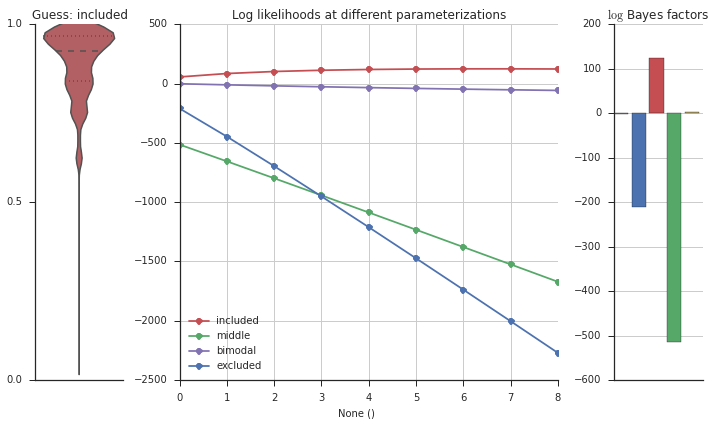 Guess: included
1.0
0.5
0.0
Log likelihoods at different parameterizations
500
0
−500
−1000
−1500
−2000
−2500
included
middle
bimodal
excluded
0 1 2 3 4 5 6 7 8
None ()
log Bayes factors
200
100
0
−100
−200
−300
−400
−500
−600